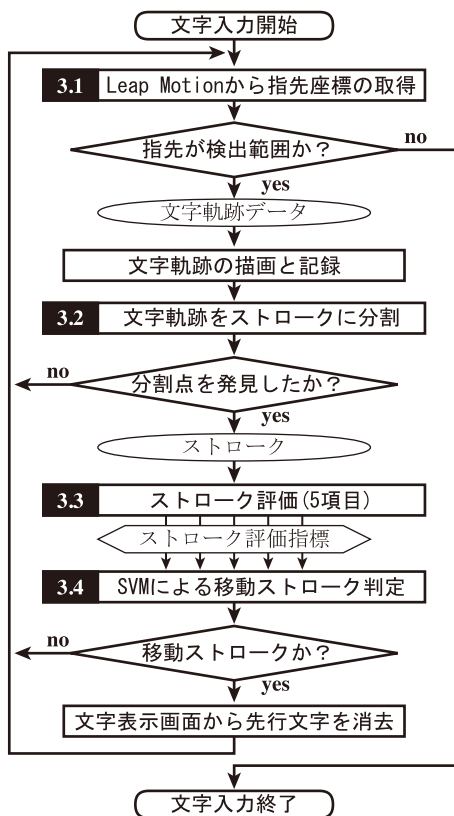 文字入力開始
3.1 Leap Motionから指先座標の取得
指先が検出範囲か？
no
yes
文字軌跡データ
文字軌跡の描画と記録
3.2 文字軌跡をストロークに分割
分割点を発見したか？
no
yes
ストローク
3.3 ストローク評価(5項目)
ストローク評価指標
3.4 SVMによる移動ストローク判定
移動ストロークか？
no
yes
文字表示画面から先行文字を消去
文字入力終了